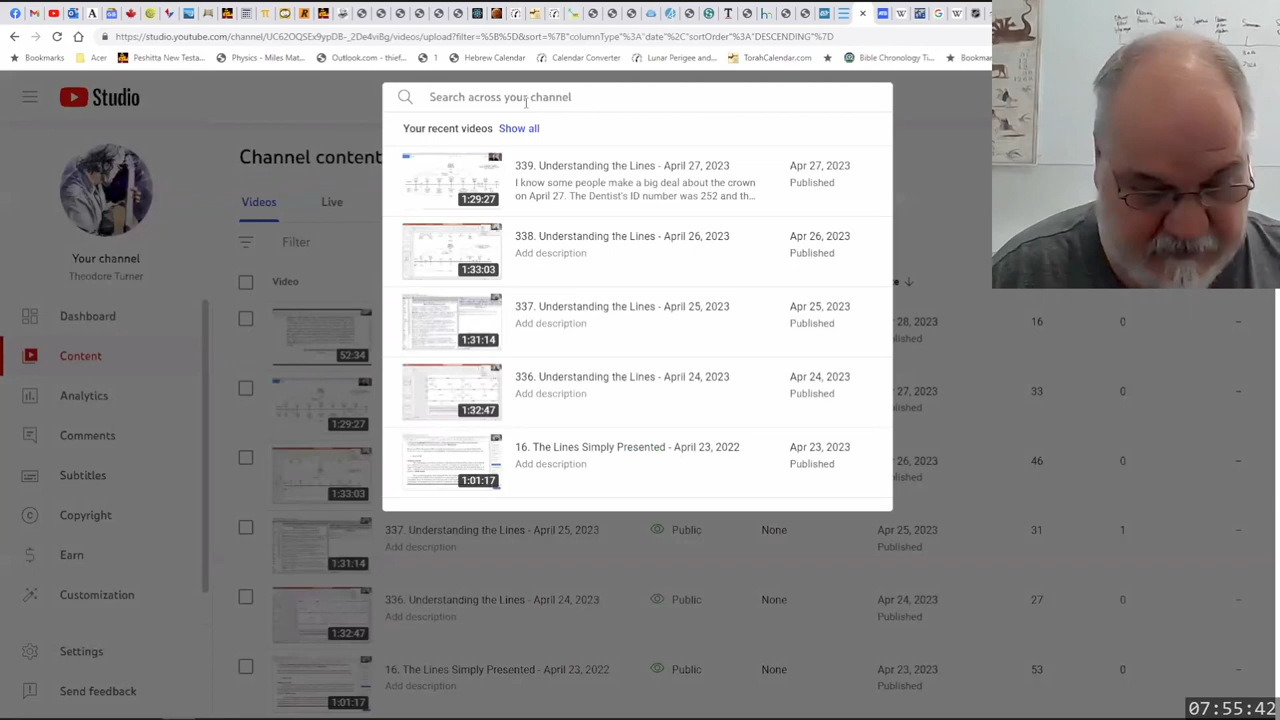 https://studio.youtube.com/channel/UC62OQSEx9ypDB-_2De4viBg/videos/upload?filter=%5B%5D&sort=%7B"columnType"%3A"date"%2C"sortOrder"%3A"DESCENDING"%7D
Bookmarks Acer Peshitta New Testa... Physics - Miles Mat... Outlook.com - thief... 1 Hebrew Calendar Calendar Converter Lunar Perigee and... TorahCalendar.com Bible Chronology Ti... Bookma
Studio
Search across your channel
Your recent videos Show all
339. Understanding the Lines - April 27, 2023
I know some people make a big deal about the crown
on April 27. The Dentist's ID number was 252 and th...
Apr 27, 2023
Published
1:29:27
338. Understanding the Lines - April 26, 2023
Add description
Apr 26, 2023
Published
1:33:03
337. Understanding the Lines - April 25, 2023
Add description
Apr 25, 2023
Published
1:31:14
336. Understanding the Lines - April 24, 2023
Add description
Apr 24, 2023
Published
1:32:47
16. The Lines Simply Presented - April 23, 2022
Add description
Apr 23, 2023
Published
1:01:17
Channel content
Videos Live
Filter
Video
Your channel
Theodore Turner
Dashboard
Content
Analytics
Comments
Subtitles
Copyright
Earn
Customization
Settings
Send feedback
52:34
28, 2023 16 0 –
1:29:27
27, 2023 33 0 –
1:33:03
26, 2023 46 0 –
337. Understanding the Lines - April 25, 2023 Public None Apr 25, 2023 31 1 –
Add description Published
1:31:14
336. Understanding the Lines - April 24, 2023 Public None Apr 24, 2023 27 0 –
Add description Published
1:32:47
16. The Lines Simply Presented - April 23, 2022 Public None Apr 23, 2023 53 0 –
Add description Published
1:01:17
07:55:42